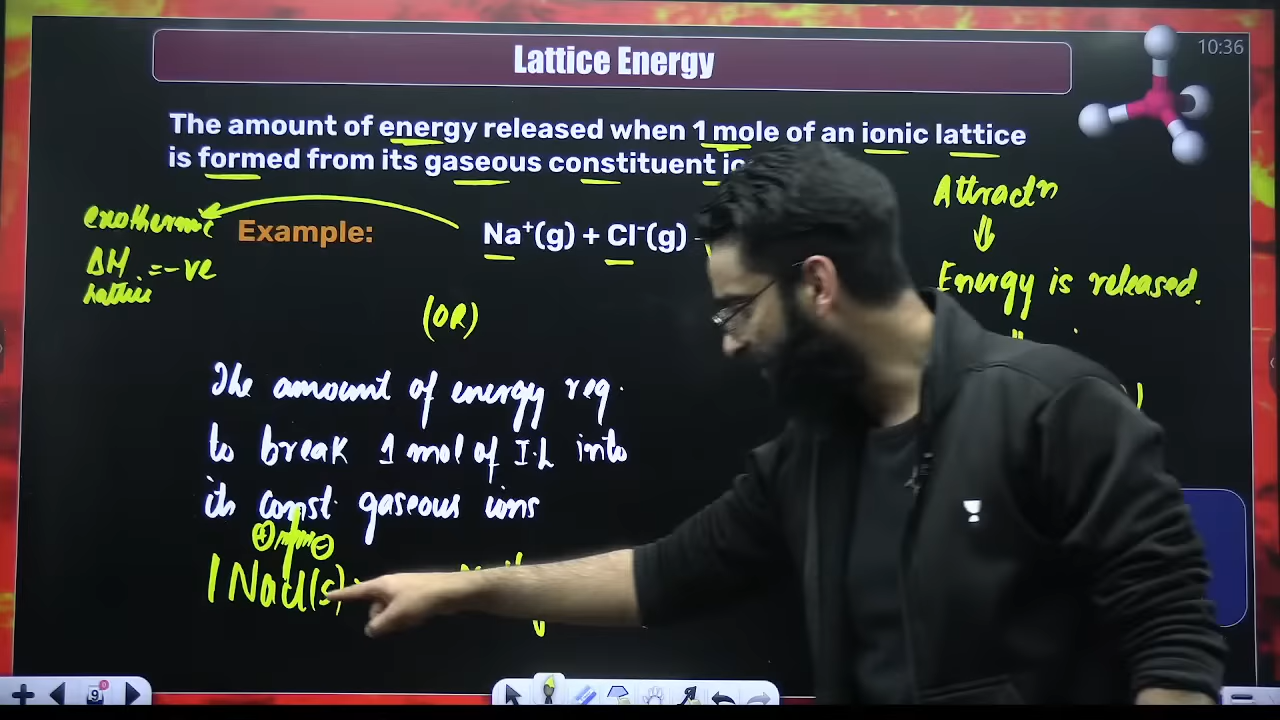 Lattice Energy
10:36
The amount of energy released when 1 mole of an ionic lattice
is formed from its gaseous constituent
Attractn
exothermic
Example:
Na⁺(g) + Cl⁻(g)
ΔH lattice = -ve
Energy is released.
(OR)
The amount of energy req.
to break 1 mol of I.L into
its const. gaseous ions
+ -
1 NaCl(s)
9